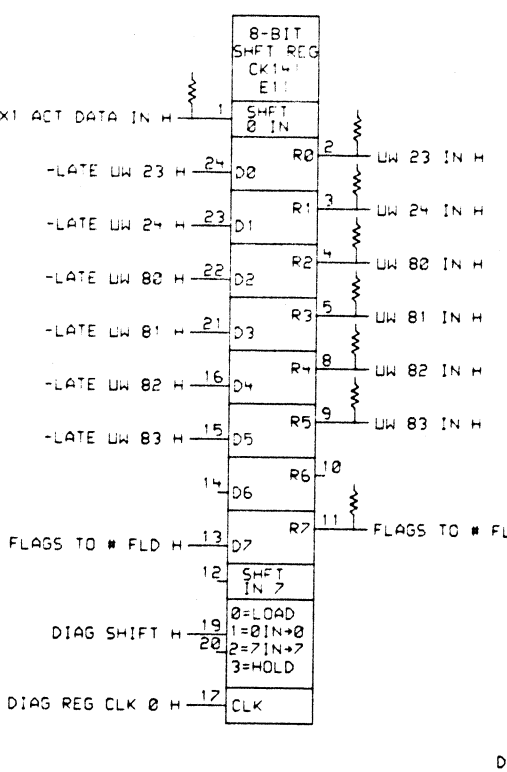 8-BIT
SHFT REG
CK141
E11
X1 ACT DATA IN H 1 SHFT
0 IN
-LATE UW 23 H 24 D0 R0 2 UW 23 IN H
-LATE UW 24 H 23 D1 R1 3 UW 24 IN H
-LATE UW 80 H 22 D2 R2 4 UW 80 IN H
-LATE UW 81 H 21 D3 R3 5 UW 81 IN H
-LATE UW 82 H 16 D4 R4 8 UW 82 IN H
-LATE UW 83 H 15 D5 R5 9 UW 83 IN H
14 D6 R6 10
FLAGS TO # FLD H 13 D7 R7 11 FLAGS TO # FL
12 SHFT
IN 7
0=LOAD
DIAG SHIFT H 19 1=0IN→0
20 2=7IN→7
3=HOLD
DIAG REG CLK 0 H 17 CLK
D